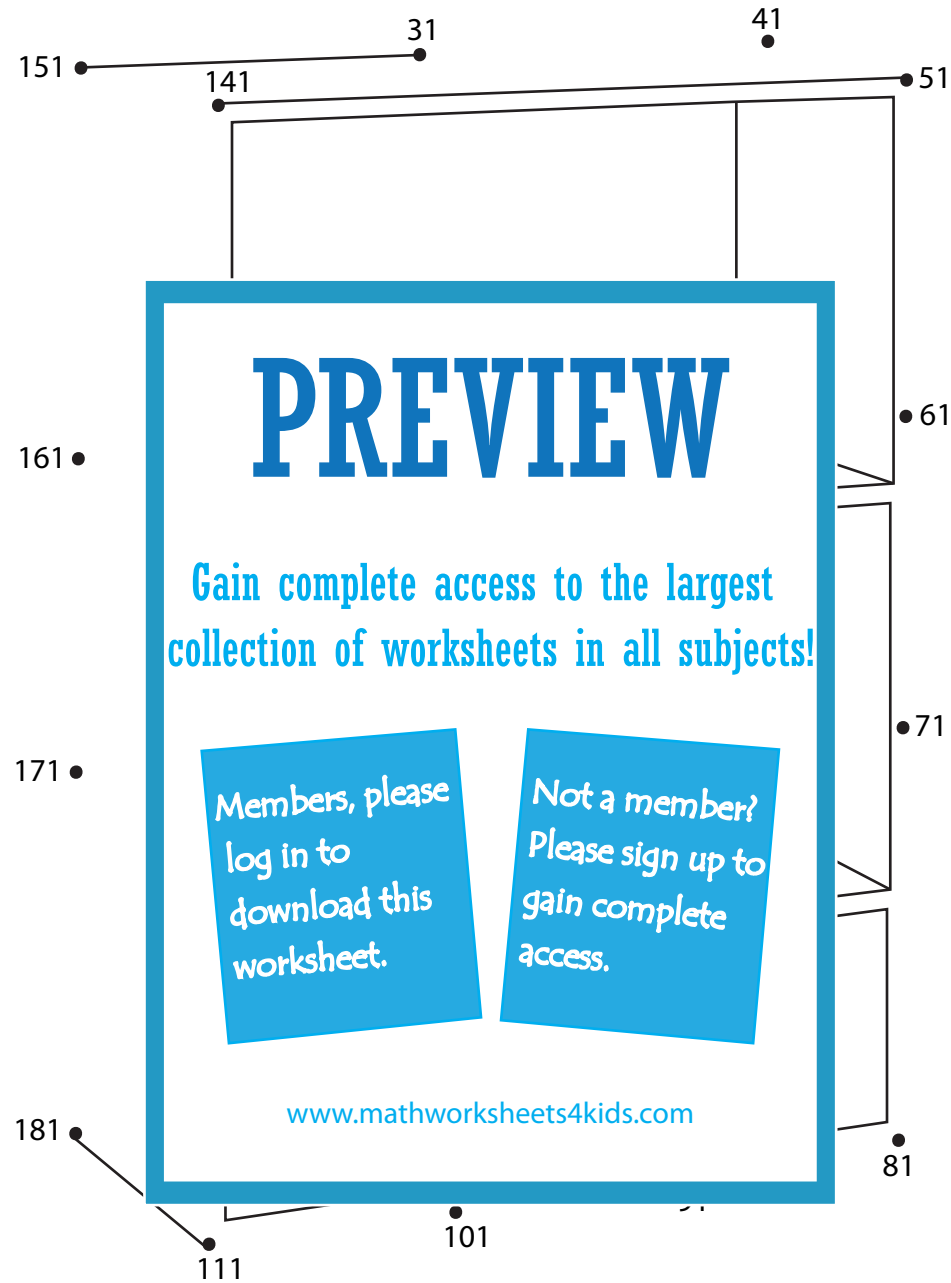 31
41
151
141
51
PREVIEW
61
161
Gain complete access to the largest
collection of worksheets in all subjects!
71
171
Members, please
log in to
download this
worksheet.
Not a member?
Please sign up to
gain complete
access.
www.mathworksheets4kids.com
181
81
101
111